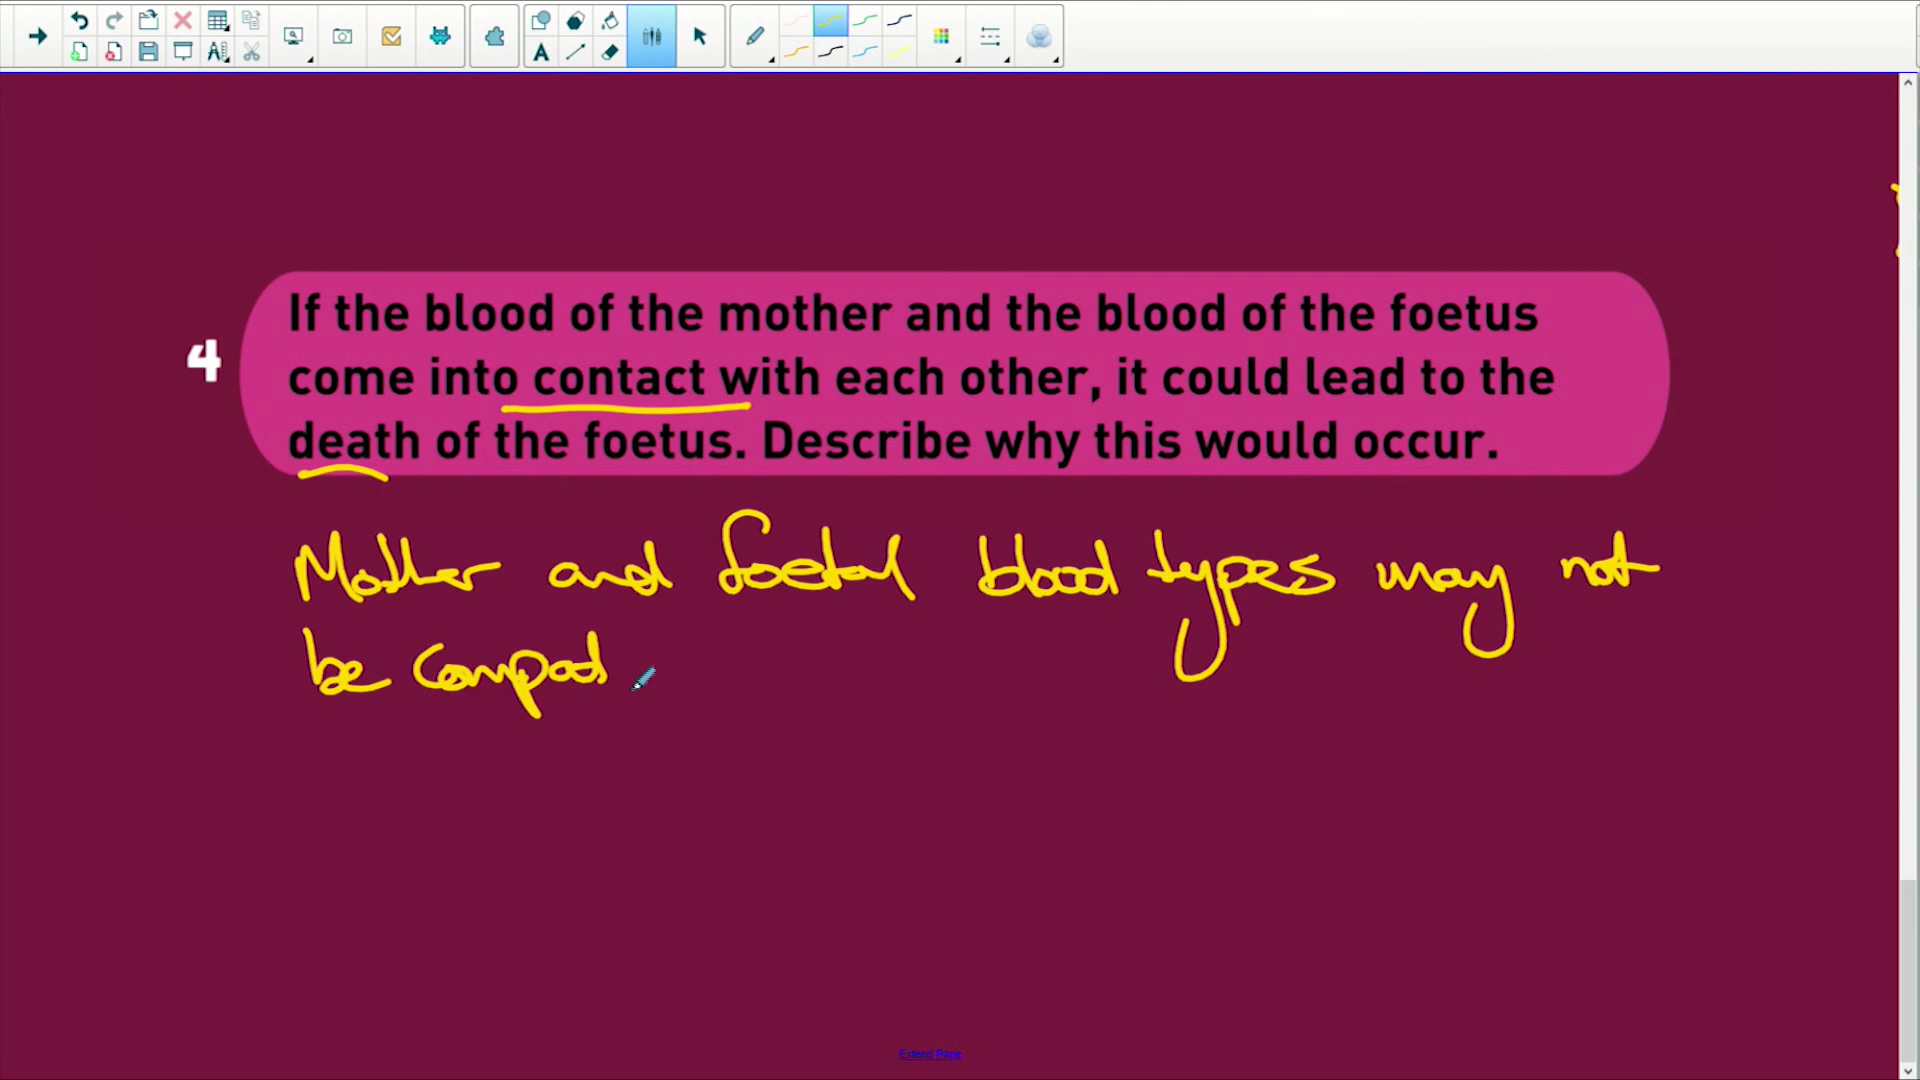 If the blood of the mother and the blood of the foetus
4
come into contact with each other, it could lead to the
death of the foetus. Describe why this would occur.
Mother and foetal blood types may not
be compat
Extend Page